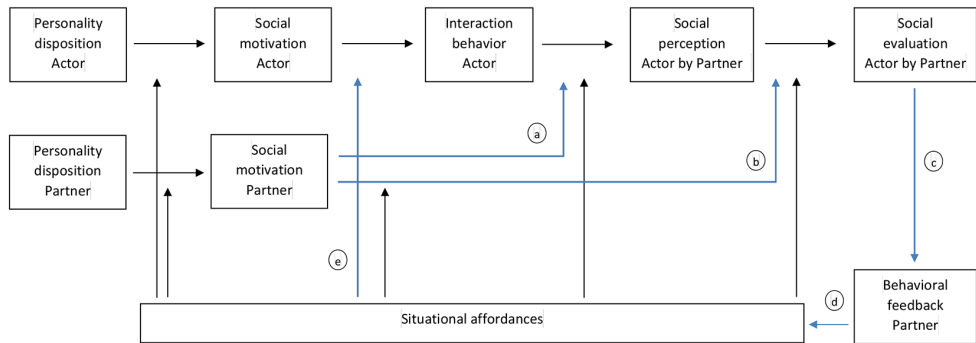 Personality
disposition
Actor
Social
motivation
Actor
Interaction
behavior
Actor
Social
perception
Actor by Partner
Social
evaluation
Actor by Partner
a
b
c
Personality
disposition
Partner
Social
motivation
Partner
e
d
Behavioral
feedback
Partner
Situational affordances